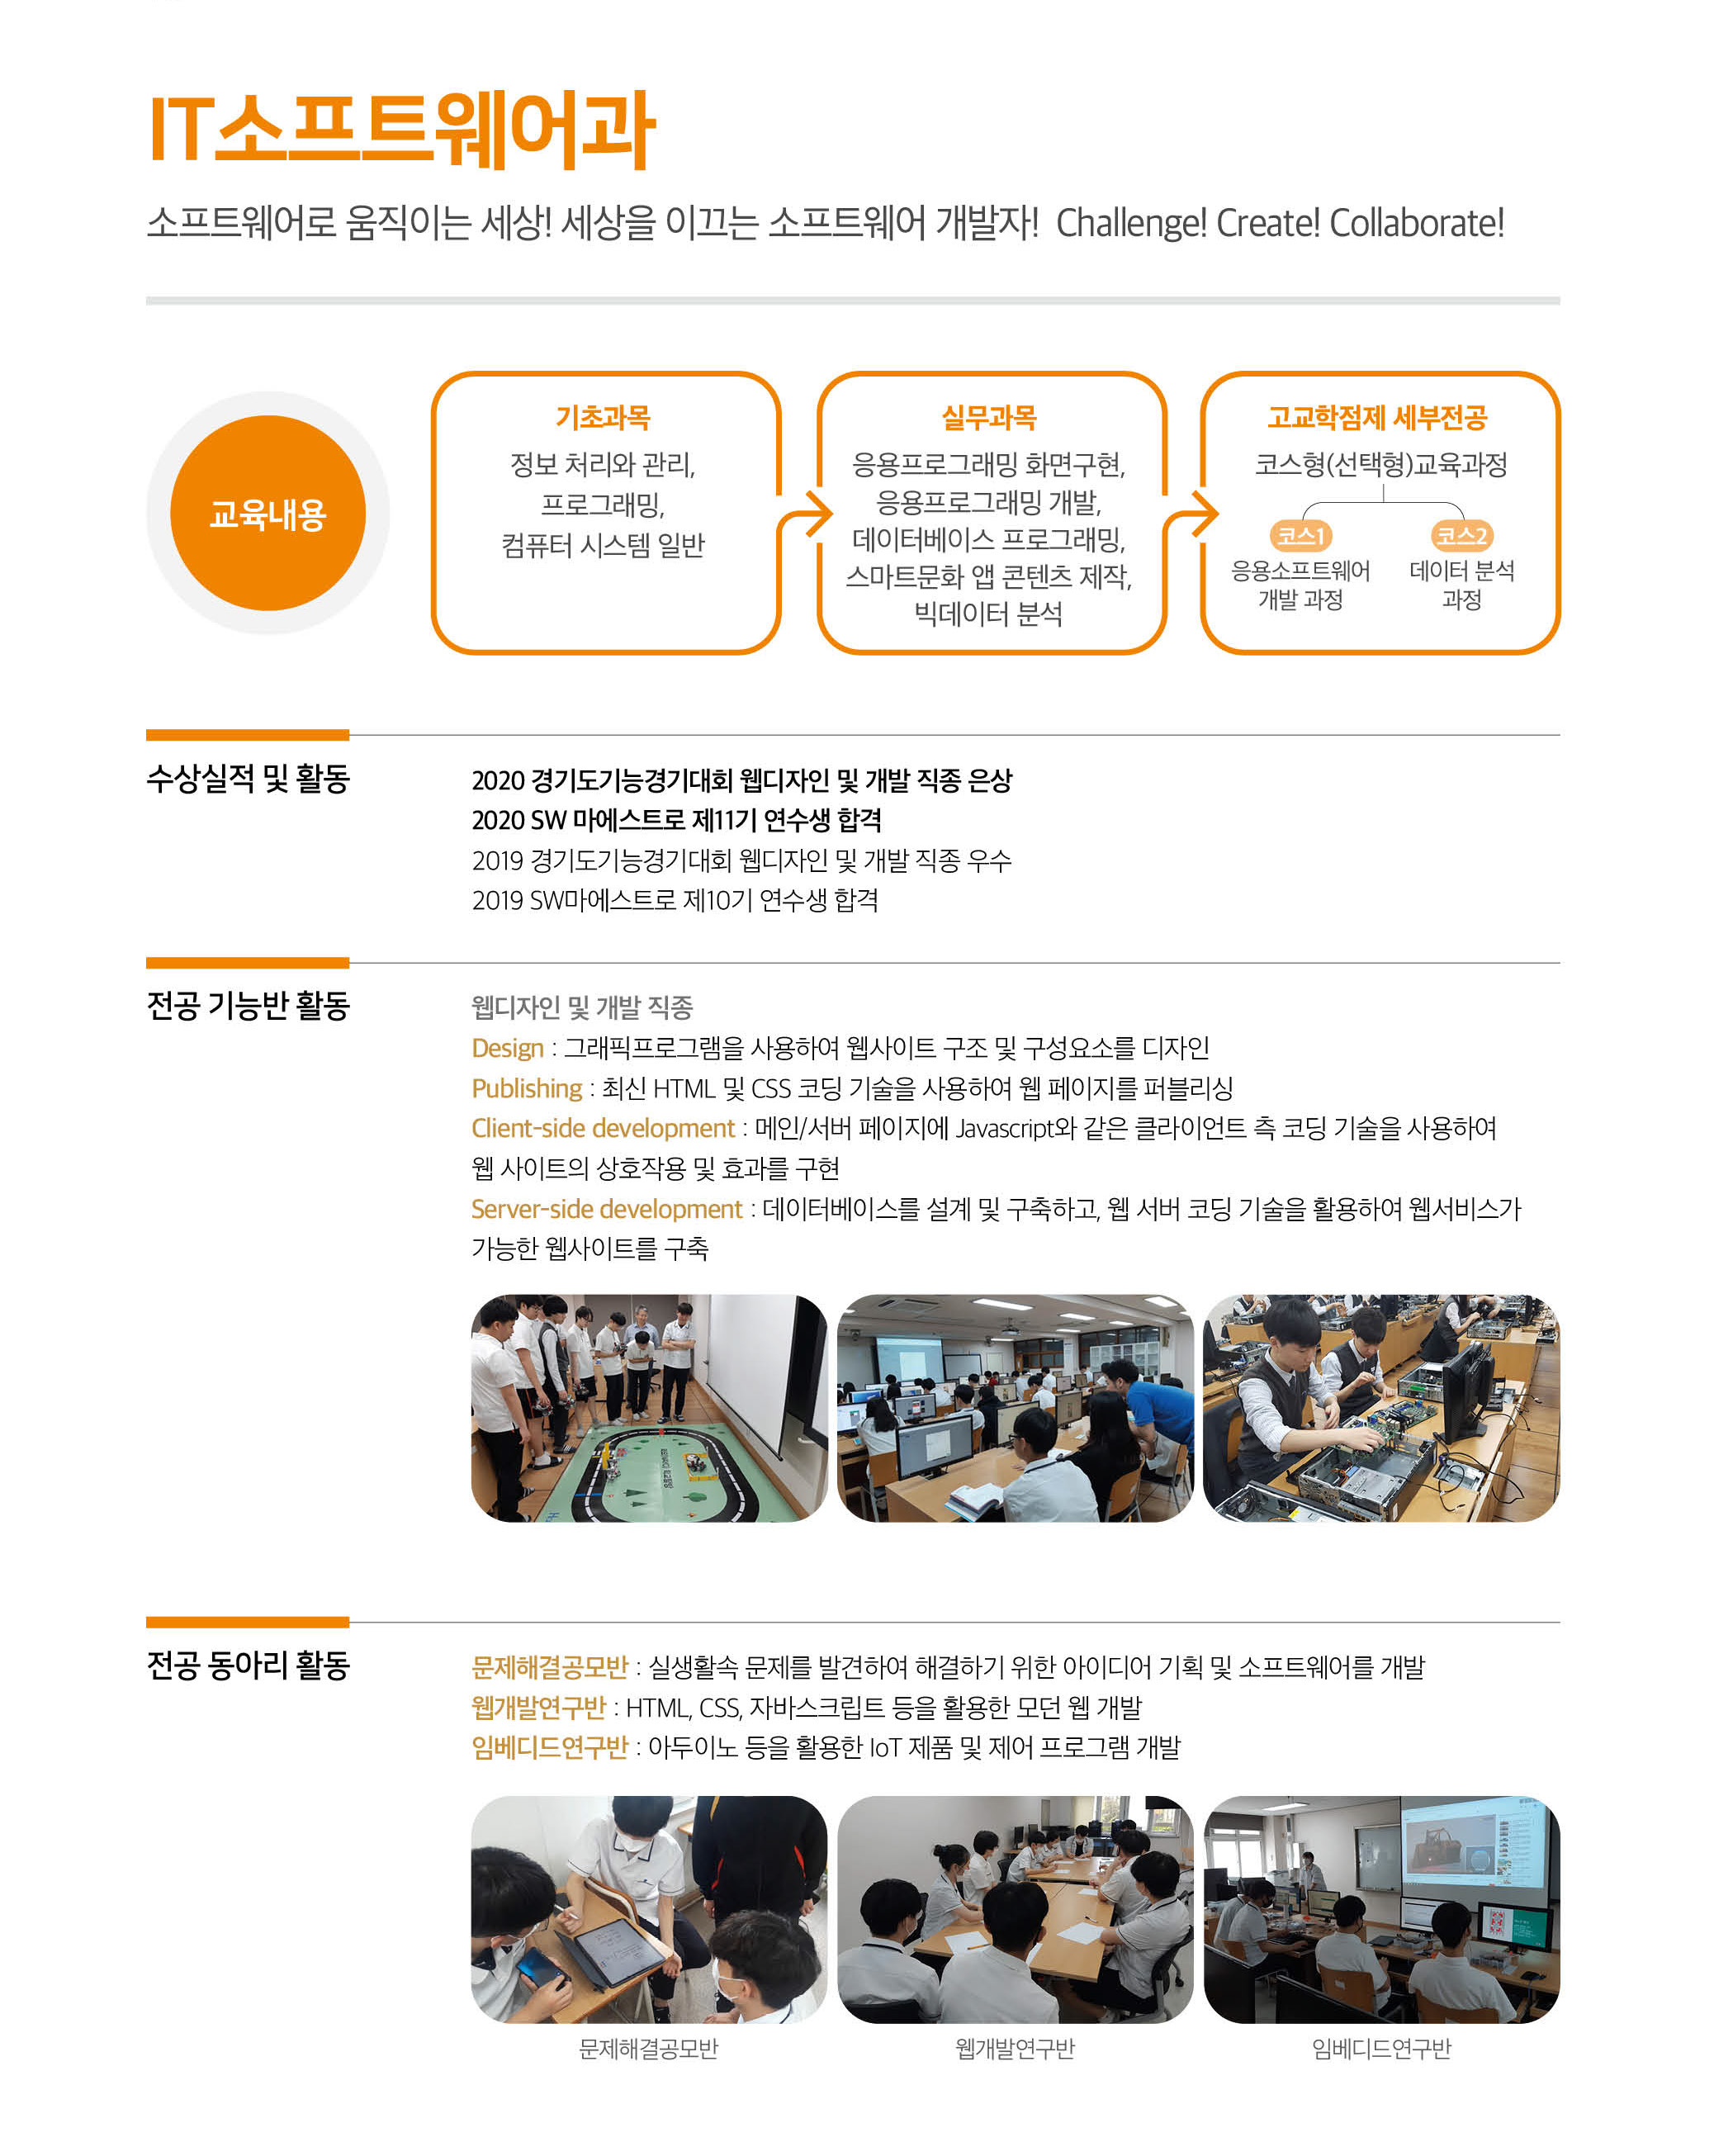 IT소프트웨어과
소프트웨어로 움직이는 세상! 세상을 이끄는 소프트웨어 개발자! Challenge! Create! Collaborate!
교육내용
기초과목
정보 처리와 관리,
프로그래밍,
컴퓨터 시스템 일반
실무과목
응용프로그래밍 화면구현,
응용프로그래밍 개발,
데이터베이스 프로그래밍,
스마트문화 앱 콘텐츠 제작,
빅데이터 분석
고교학점제 세부전공
코스형(선택형)교육과정
코스1
응용소프트웨어
개발 과정
코스2
데이터 분석
과정
수상실적 및 활동
2020 경기도기능경기대회 웹디자인 및 개발 직종 은상
2020 SW 마에스트로 제11기 연수생 합격
2019 경기도기능경기대회 웹디자인 및 개발 직종 우수
2019 SW마에스트로 제10기 연수생 합격
전공 기능반 활동
웹디자인 및 개발 직종
Design : 그래픽프로그램을 사용하여 웹사이트 구조 및 구성요소를 디자인
Publishing : 최신 HTML 및 CSS 코딩 기술을 사용하여 웹 페이지를 퍼블리싱
Client-side development : 메인/서버 페이지에 Javascript와 같은 클라이언트 측 코딩 기술을 사용하여
웹 사이트의 상호작용 및 효과를 구현
Server-side development : 데이터베이스를 설계 및 구축하고, 웹 서버 코딩 기술을 활용하여 웹서비스가
가능한 웹사이트를 구축
전공 동아리 활동
문제해결공모반 : 실생활속 문제를 발견하여 해결하기 위한 아이디어 기획 및 소프트웨어를 개발
웹개발연구반 : HTML, CSS, 자바스크립트 등을 활용한 모던 웹 개발
임베디드연구반 : 아두이노 등을 활용한 IoT 제품 및 제어 프로그램 개발
문제해결공모반
웹개발연구반
임베디드연구반